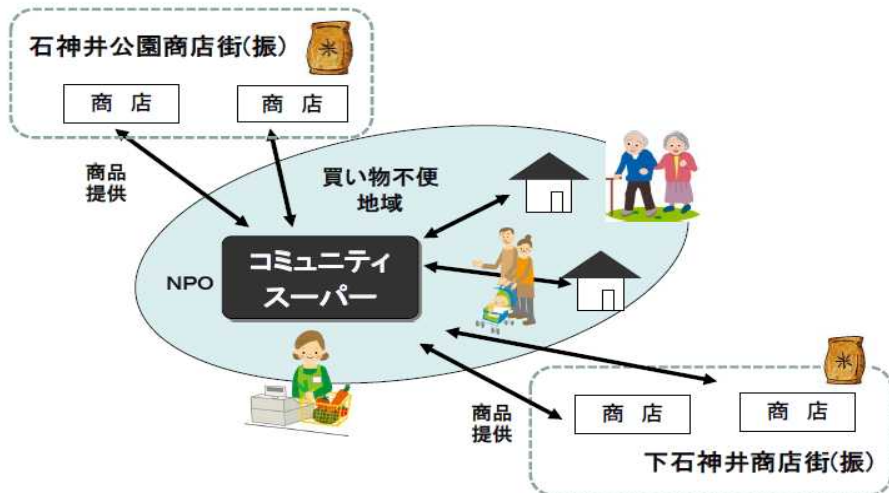 石神井公園商店街(振)
米
商 店
商 店
商品
提供
買い物不便
地域
NPO
コミュニティ
スーパー
米
商品
提供
商 店
商 店
下石神井商店街(振)